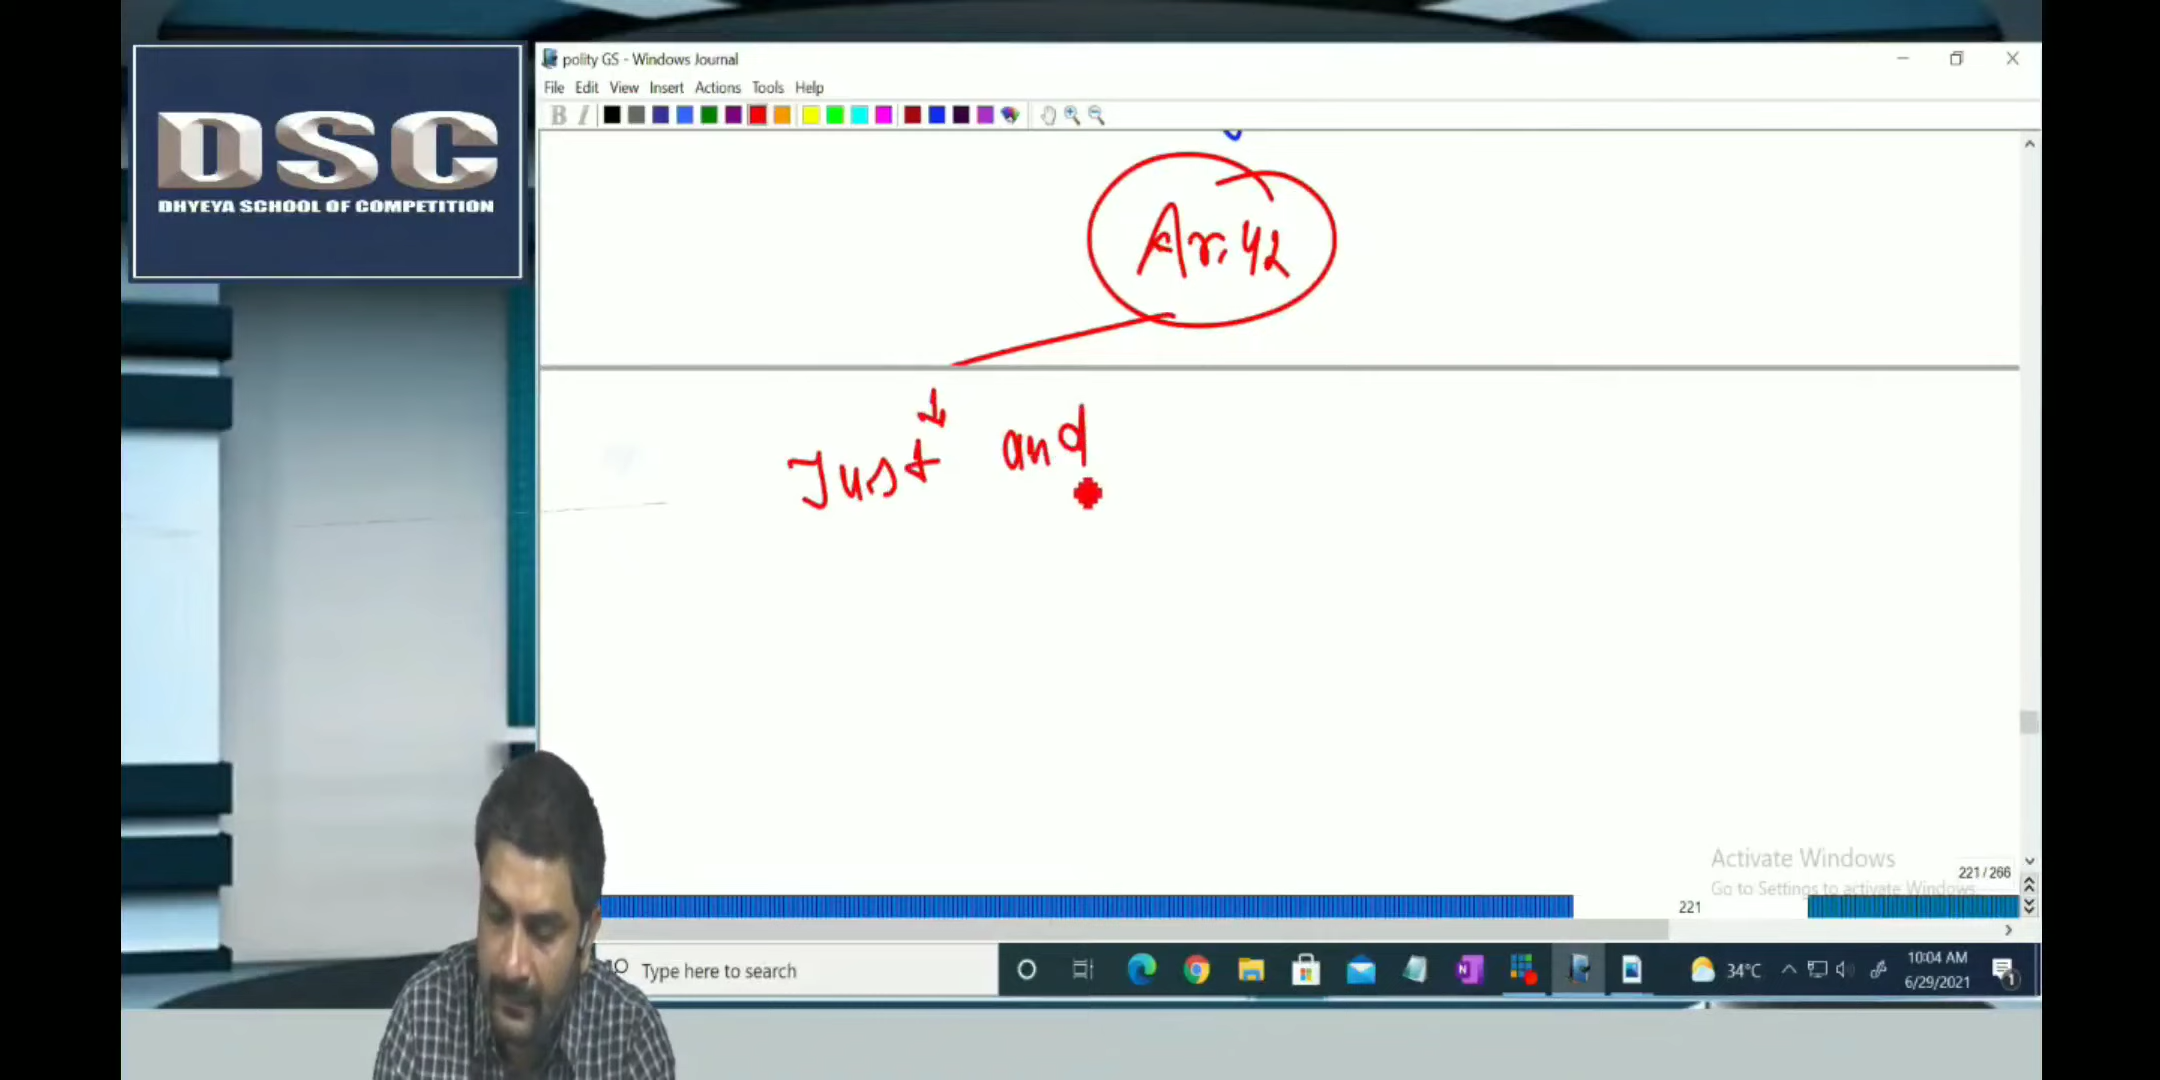 DSC
DHYEYA SCHOOL OF COMPETITION
polity GS - Windows Journal
File Edit View Insert Actions Tools Help
B I
Ar. 42
Just and
Activate Windows
Go to Settings to activate Windows.
221 / 266
221
Type here to search
34°C
10:04 AM
6/29/2021
1